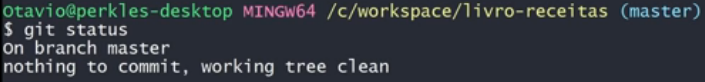 Otavio@perkles-desktop MINGW64 /c/workspace/livro-receitas (master)
$ git status
On branch master
nothing to commit, working tree clean